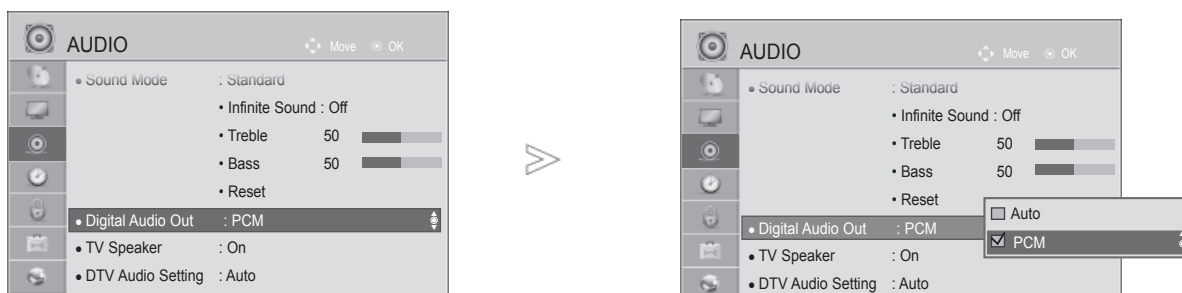 AUDIO
Move OK
• Sound Mode : Standard
• Infinite Sound : Off
• Treble 50
• Bass 50
• Reset
• Digital Audio Out : PCM
• TV Speaker : On
• DTV Audio Setting : Auto
AUDIO
Move OK
• Sound Mode : Standard
• Infinite Sound : Off
• Treble 50
• Bass 50
• Reset
• Digital Audio Out : PCM
• TV Speaker : On
• DTV Audio Setting : Auto
Auto
PCM